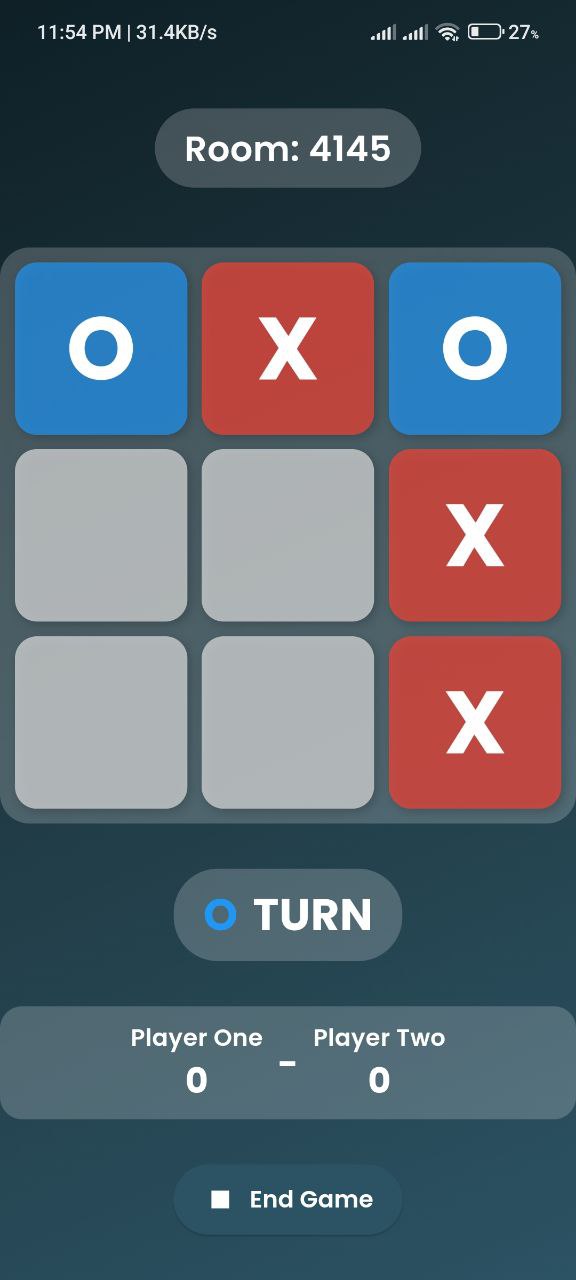 11:54 PM | 31.4KB/s 27%
Room: 4145
O X O
X
X
O TURN
Player One - Player Two
0 0
End Game